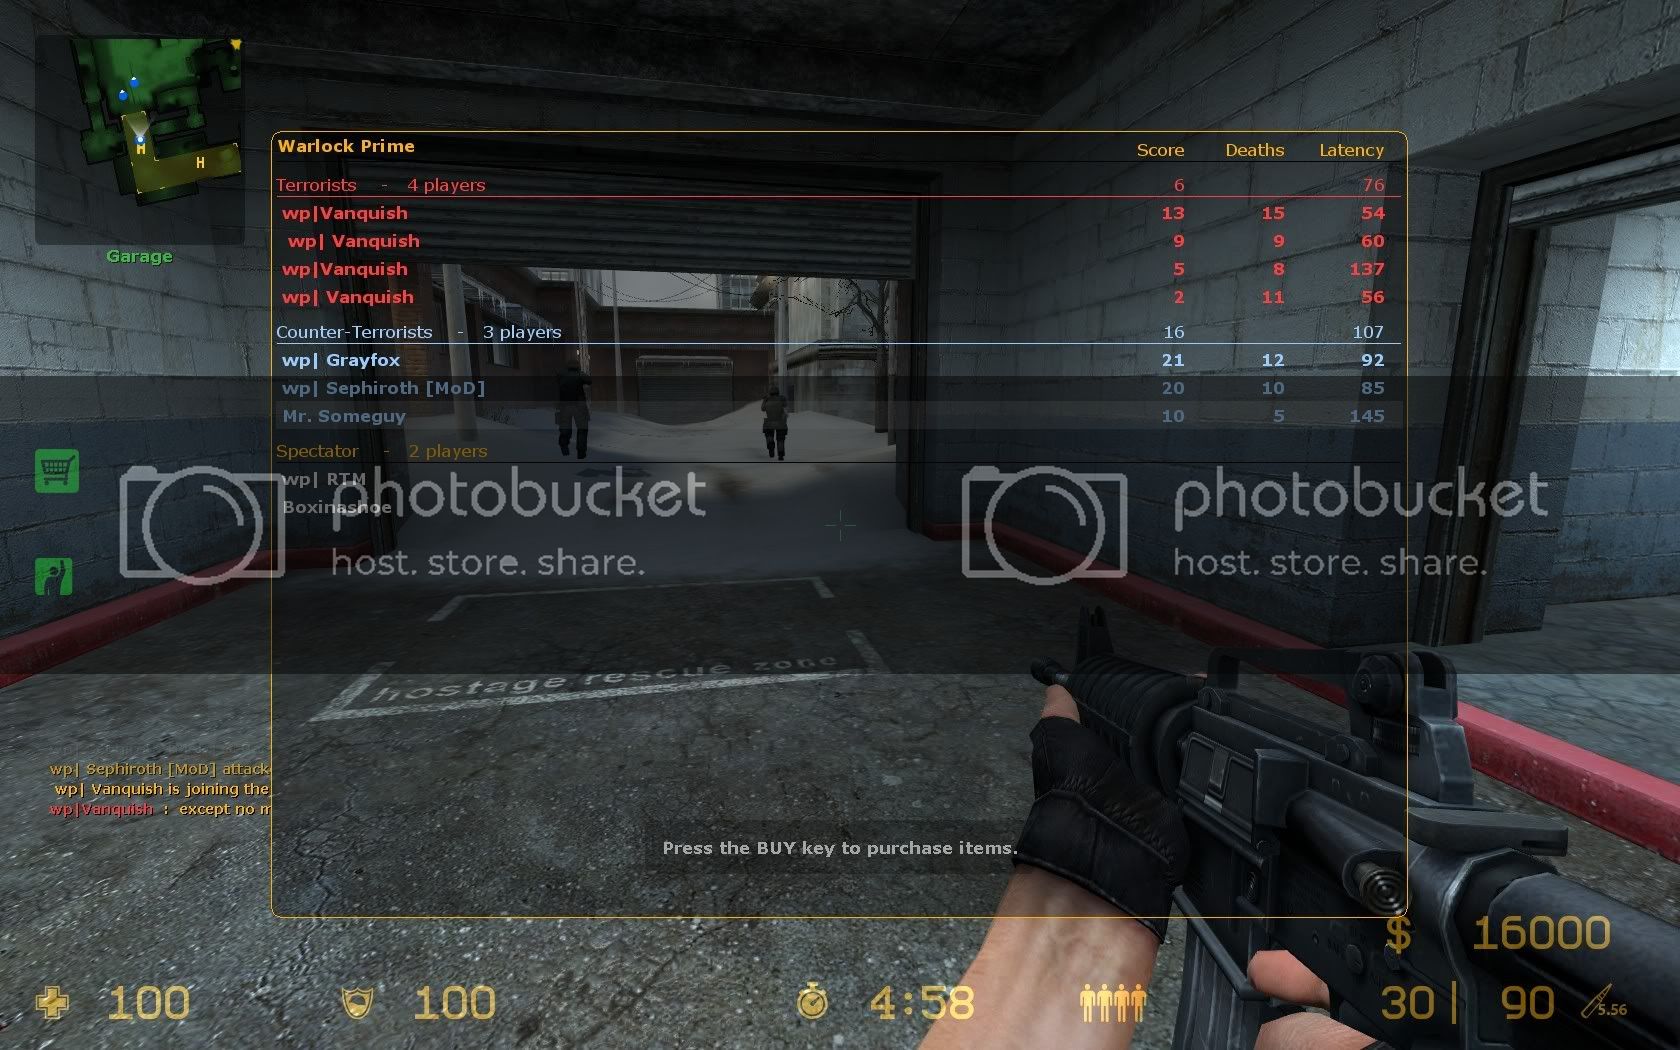 Garage
Warlock Prime Score Deaths Latency
Terrorists - 4 players 6 76
wp|Vanquish 13 15 54
wp| Vanquish 9 9 60
wp|Vanquish 5 8 137
wp| Vanquish 2 11 56
Counter-Terrorists - 3 players 16 107
wp| Grayfox 21 12 92
wp| Sephiroth [MoD] 20 10 85
Mr. Someguy 10 5 145
Spectator - 2 players
wp| RTM
Boxinashoe
H
H
photobucket photobucket
host. store. share. host. store. share.
hostage rescue zone
wp| Sephiroth [MoD] attack
wp| Vanquish is joining the
wp|Vanquish : except no m
Press the BUY key to purchase items.
$ 16000
100 100 4:58 30| 90 5.56